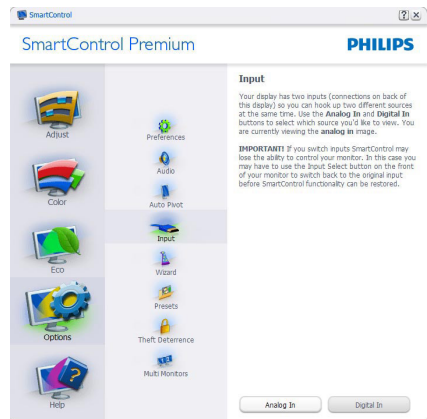 SmartControl
SmartControl Premium
PHILIPS
Adjust
Color
Eco
Options
Help
Preferences
Audio
Auto Pivot
Input
Wizard
Presets
Theft Deterrence
Multi Monitors
Input
Your display has two inputs (connections on back of
this display) so you can hook up two different sources
at the same time. Use the Analog In and Digital In
buttons to select which source you'd like to view. You
are currently viewing the analog in image.
IMPORTANT! If you switch inputs SmartControl may
lose the ability to control your monitor. In this case you
may have to use the Input Select button on the front
of your monitor to switch back to the original input
before SmartControl functionality can be restored.
Analog In
Digital In